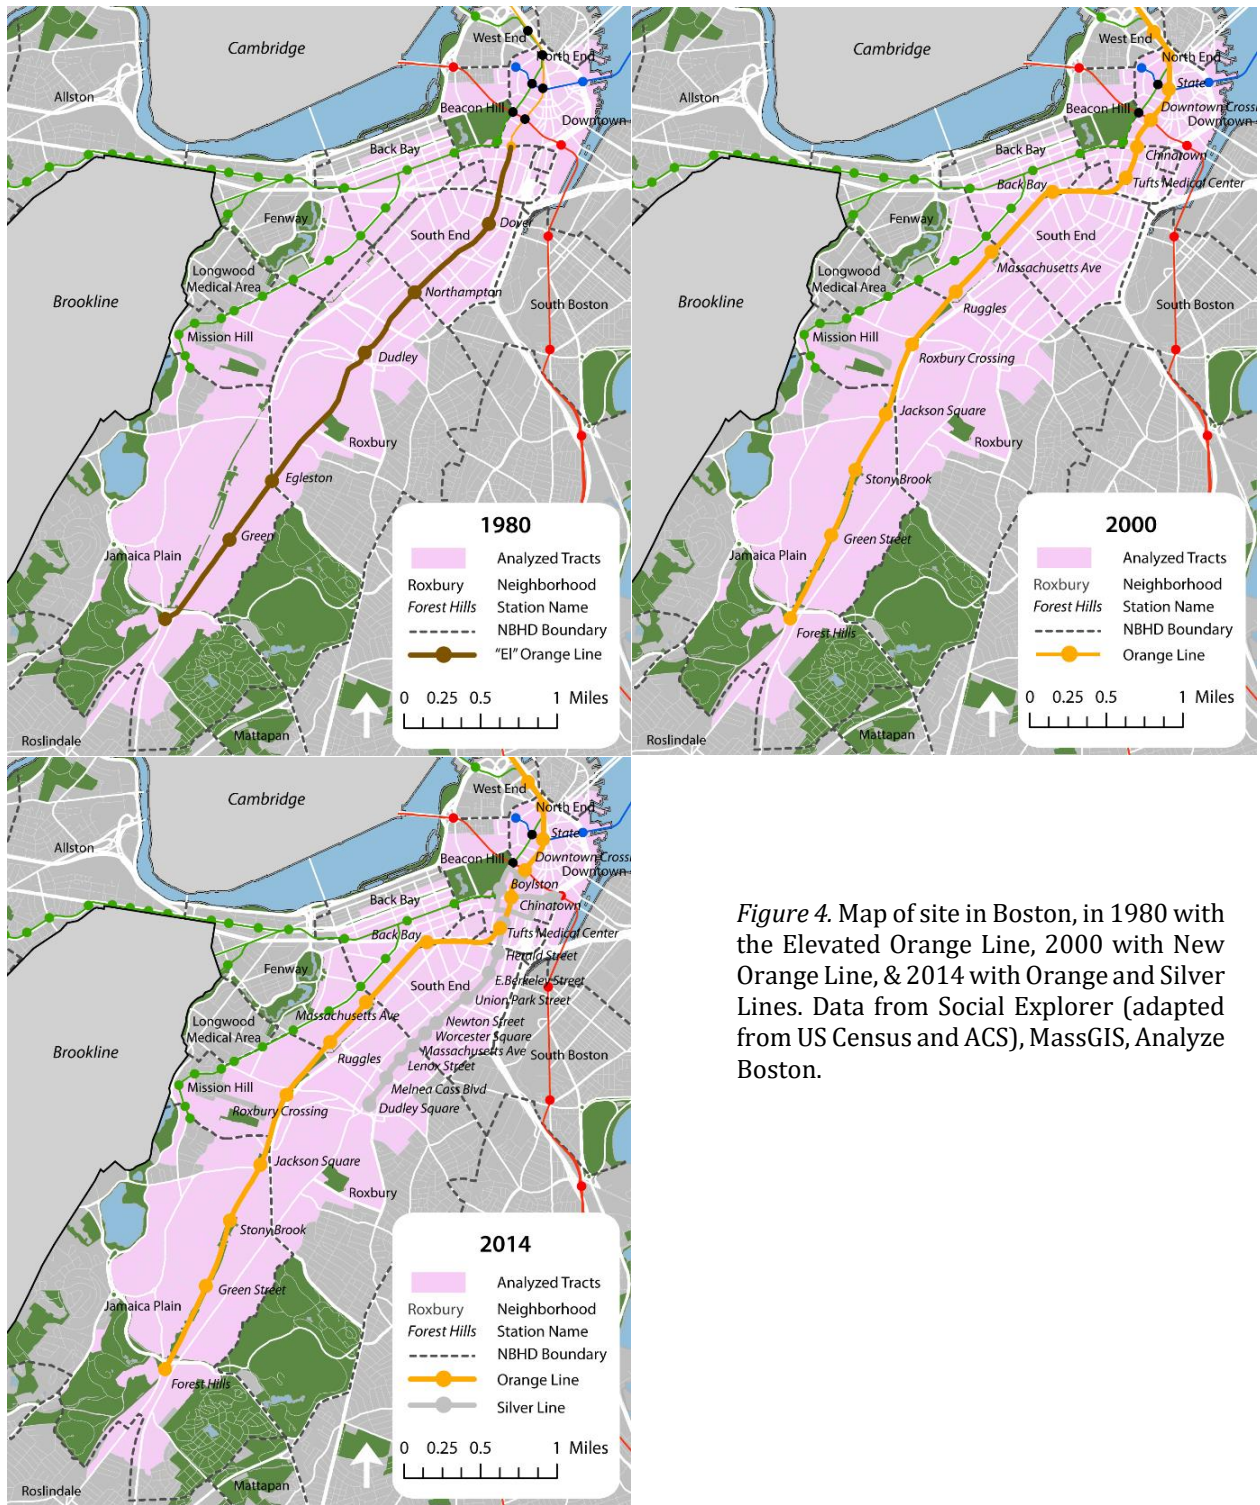 Cambridge
West End
North End
Allston
Beacon Hill
Downtown
Back Bay
Dover
Fenway
South End
Longwood
Medical Area
Northampton
South Boston
Brookline
Mission Hill
Dudley
Roxbury
Egleston
Green
Jamaica Plain
Roslindale
Mattapan
1980
Analyzed Tracts
Roxbury Neighborhood
Forest Hills Station Name
NBHD Boundary
"El" Orange Line
0 0.25 0.5 1 Miles
Cambridge
West End
North End
State
Allston
Beacon Hill
Downtown Cross
Downtown
Chinatown
Back Bay
Back Bay
Tufts Medical Center
Fenway
South End
Massachusetts Ave
Longwood
Medical Area
Ruggles
South Boston
Brookline
Mission Hill
Roxbury Crossing
Jackson Square
Roxbury
Stony Brook
Green Street
Jamaica Plain
Forest Hills
Roslindale
Mattapan
2000
Analyzed Tracts
Roxbury Neighborhood
Forest Hills Station Name
NBHD Boundary
Orange Line
0 0.25 0.5 1 Miles
Cambridge
West End
North End
State
Allston
Beacon Hill
Downtown Cross
Downtown
Boylston
Chinatown
Back Bay
Back Bay
Tufts Medical Center
Herald Street
Fenway
South End
E.Berkeley Street
Union Park Street
Massachusetts Ave
Newton Street
Longwood
Medical Area
Worcester Square
Massachusetts Ave
Ruggles
Lenox Street
South Boston
Brookline
Mission Hill
Melnea Cass Blvd
Roxbury Crossing
Dudley Square
Jackson Square
Roxbury
Stony Brook
Green Street
Jamaica Plain
Forest Hills
Roslindale
Mattapan
2014
Analyzed Tracts
Roxbury Neighborhood
Forest Hills Station Name
NBHD Boundary
Orange Line
Silver Line
0 0.25 0.5 1 Miles
Figure 4. Map of site in Boston, in 1980 with
the Elevated Orange Line, 2000 with New
Orange Line, & 2014 with Orange and Silver
Lines. Data from Social Explorer (adapted
from US Census and ACS), MassGIS, Analyze
Boston.